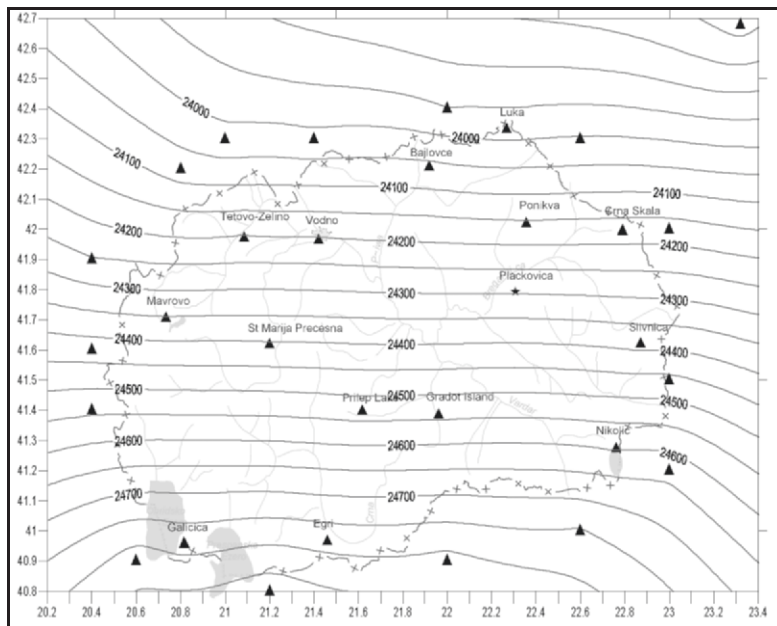 42.7
42.6
42.5
42.4
42.3
42.2
42.1
42
41.9
41.8
41.7
41.6
41.5
41.4
41.3
41.2
41.1
41
40.9
40.8
24000
Luka
24000
Bajlovce
24100
24100
24100
Tetovo-Zelino
Vodno
Ponikva
Crna Skala
24200
24200
24200
Plackovica
24300
24300
24300
Mavrovo
St Marija Precesna
Slivnica
24400
24400
24400
24500
24500
24500
Prilep
Gradot Island
Vardar
Nikolic
24600
24600
24600
24700
24700
Crna
Galicica
Egri
20.2 20.4 20.6 20.8 21 21.2 21.4 21.6 21.8 22 22.2 22.4 22.6 22.8 23 23.2 23.4